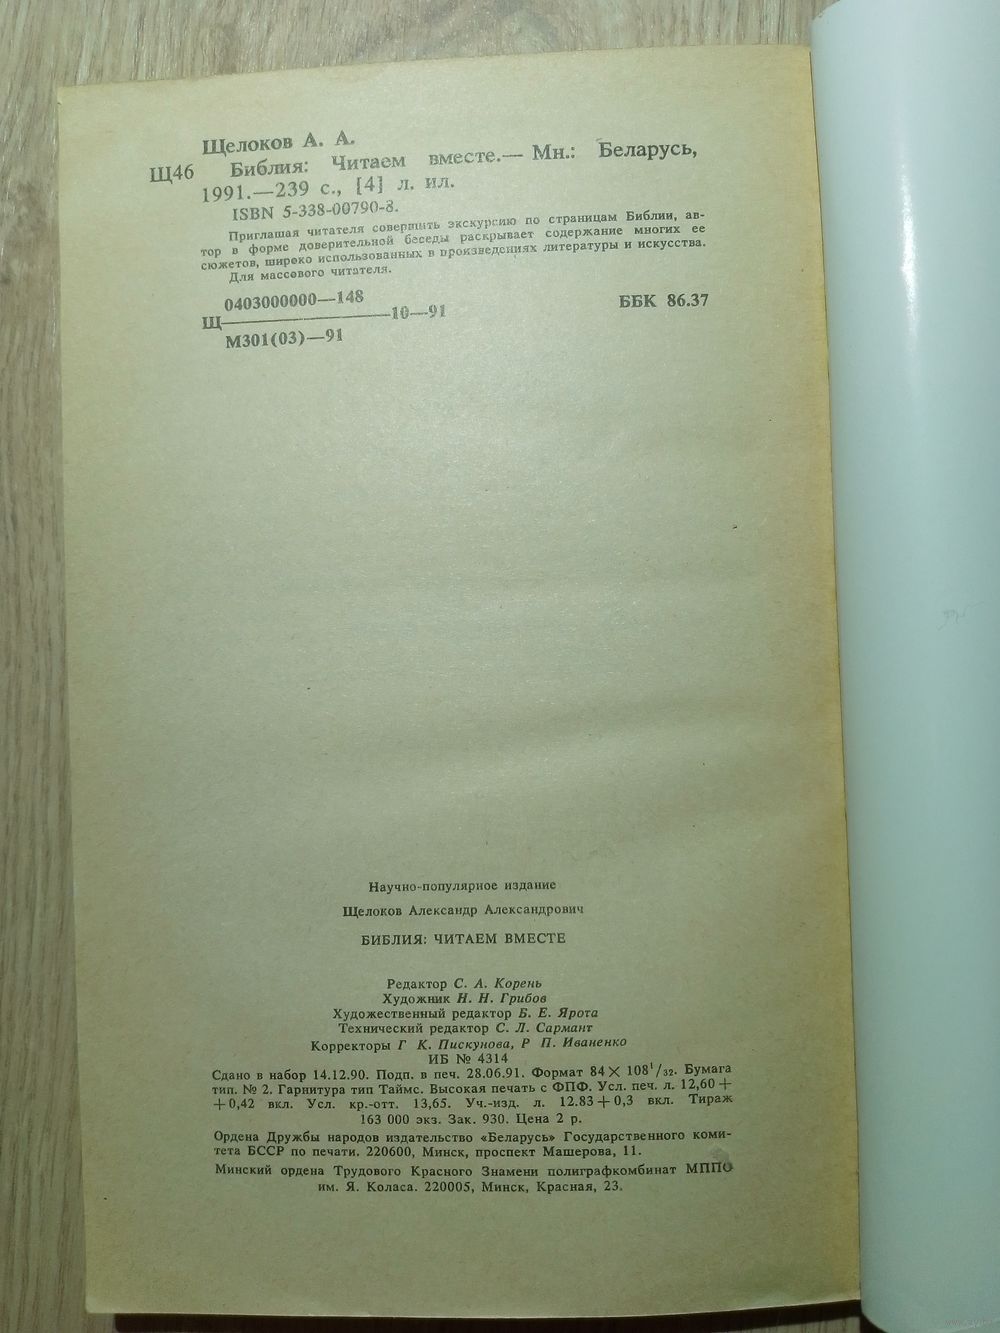 Щелоков А. А.
Щ46 Библия: Читаем вместе.— Мн.: Беларусь,
1991.—239 с., [4] л. ил.
ISBN 5-338-00790-8.
Приглашая читателя совершить экскурсию по страницам Библии, ав-
тор в форме доверительной беседы раскрывает содержание многих ее
сюжетов, широко использованных в произведениях литературы и искусства.
Для массового читателя.
0403000000—148
Щ————10—91
М301(03)—91
ББК 86.37
Научно-популярное издание
Щелоков Александр Александрович
БИБЛИЯ: ЧИТАЕМ ВМЕСТЕ
Редактор С. А. Корень
Художник Н. Н. Грибов
Художественный редактор Б. Е. Ярота
Технический редактор С. Л. Сармант
Корректоры Г К. Пискунова, Р П. Иваненко
ИБ № 4314
Сдано в набор 14.12.90. Подп. в печ. 28.06.91. Формат 84×108¹/₃₂. Бумага
тип. № 2. Гарнитура тип Таймс. Высокая печать с ФПФ. Усл. печ. л. 12,60+
+0,42 вкл. Усл. кр.-отт. 13,65. Уч.-изд. л. 12.83+0,3 вкл. Тираж
163 000 экз. Зак. 930. Цена 2 р.
Ордена Дружбы народов издательство «Беларусь» Государственного коми-
тета БССР по печати. 220600, Минск, проспект Машерова, 11.
Минский ордена Трудового Красного Знамени полиграфкомбинат МППО
им. Я. Коласа. 220005, Минск, Красная, 23.